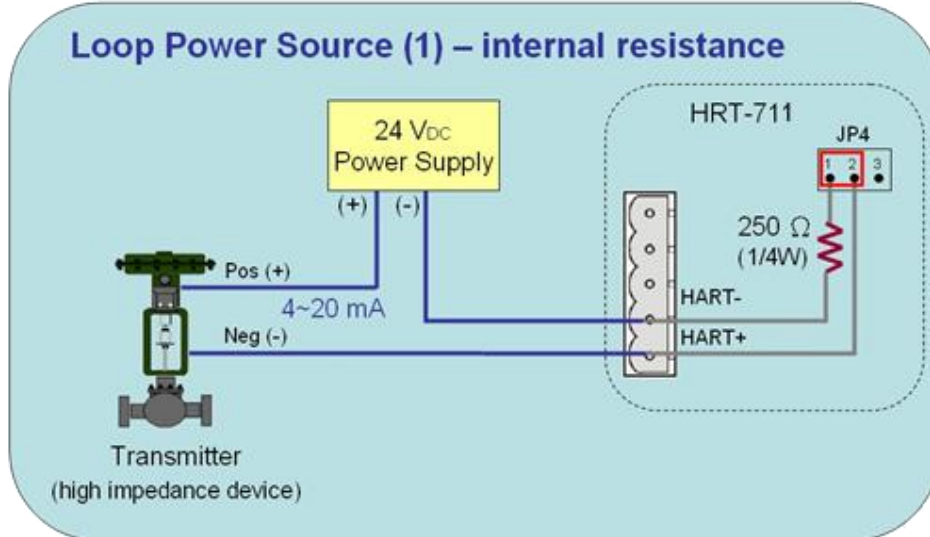 Loop Power Source (1) – internal resistance
HRT-711
JP4
1 2 3
24 VDC
Power Supply
(+) (-)
250 Ω
(1/4W)
Pos (+)
4~20 mA
HART-
Neg (-)
HART+
Transmitter
(high impedance device)